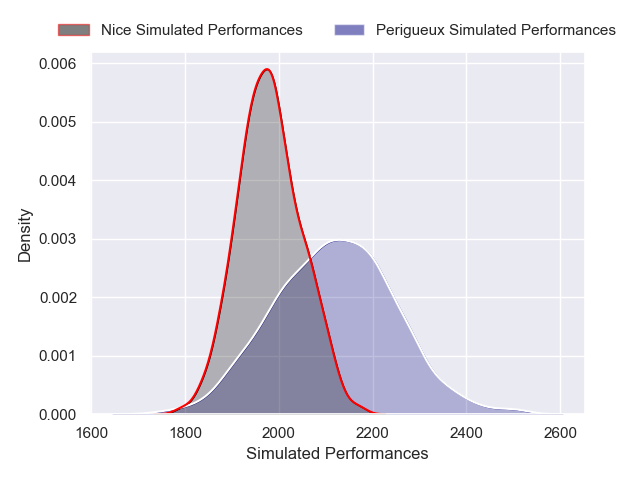 Nice Simulated Performances
Perigueux Simulated Performances
0.006
0.005
0.004
0.003
0.002
0.001
0.000
Density
1600 1800 2000 2200 2400 2600
Simulated Performances